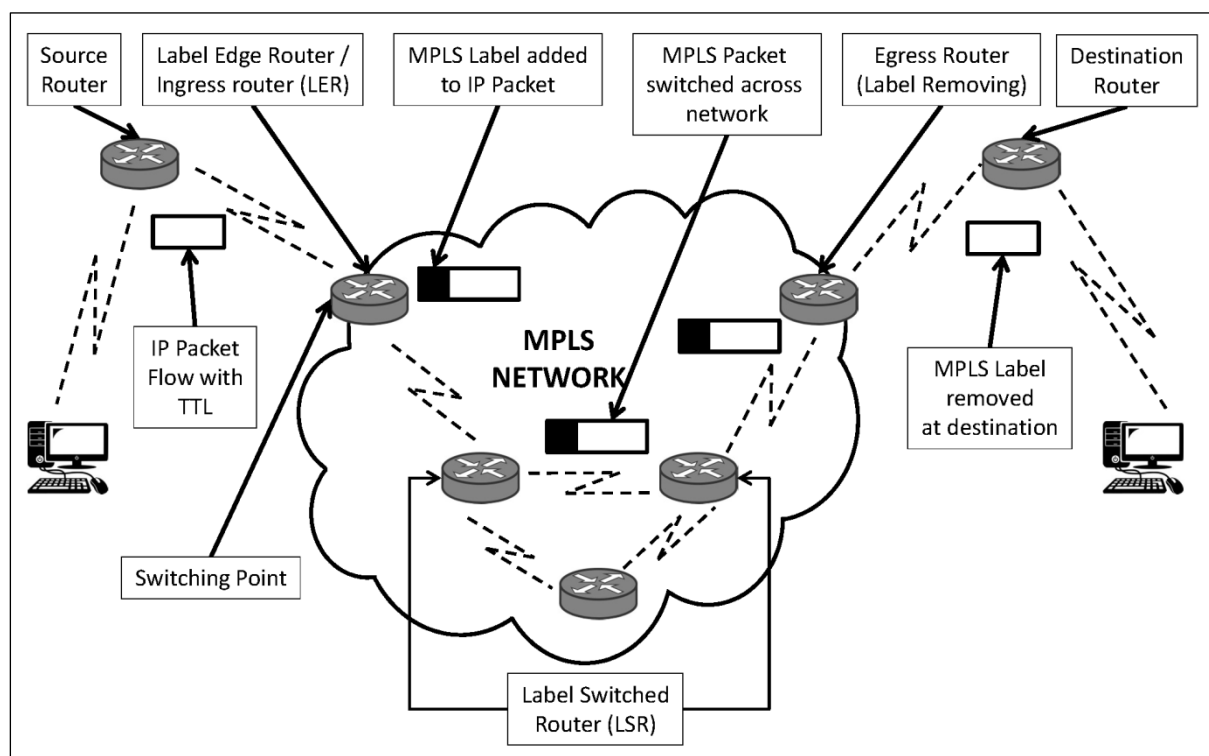 Source
Router
Label Edge Router /
Ingress router (LER)
MPLS Label added
to IP Packet
MPLS Packet
switched across
network
Egress Router
(Label Removing)
Destination
Router
IP Packet
Flow with
TTL
MPLS
NETWORK
MPLS Label
removed
at destination
Switching Point
Label Switched
Router (LSR)